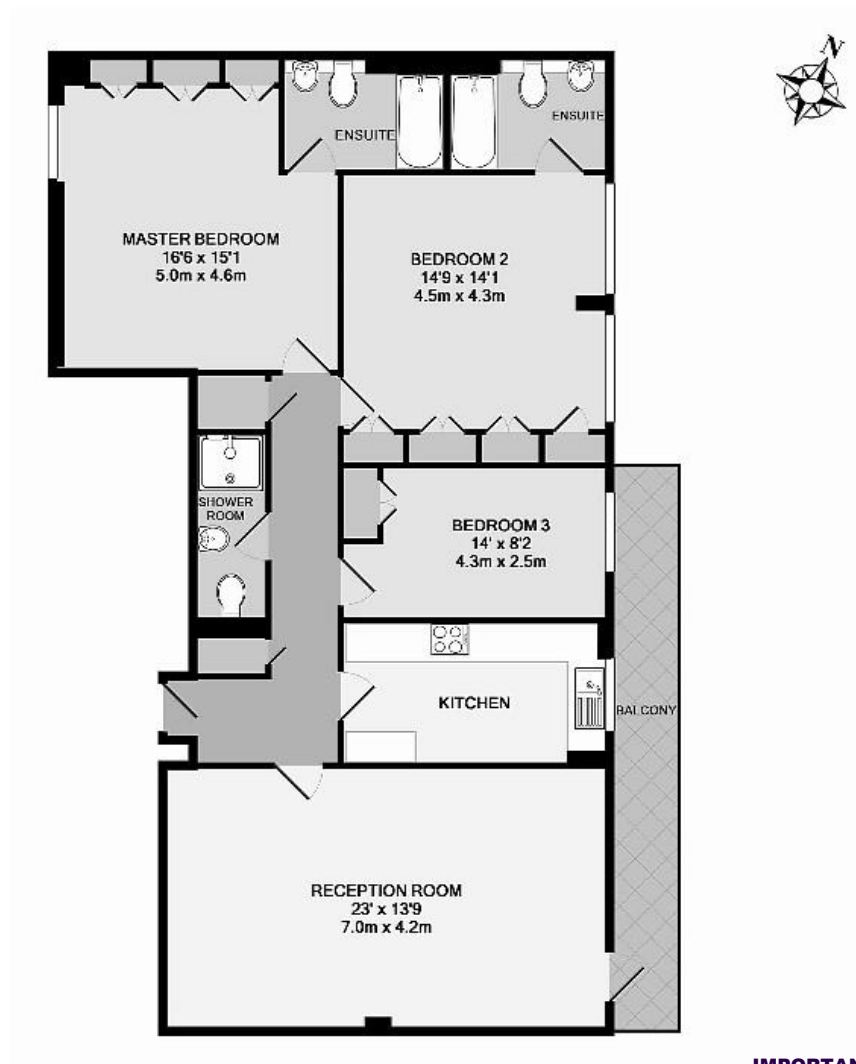 N
ENSUITE
ENSUITE
MASTER BEDROOM
16'6 x 15'1
5.0m x 4.6m
BEDROOM 2
14'9 x 14'1
4.5m x 4.3m
SHOWER
ROOM
BEDROOM 3
14' x 8'2
4.3m x 2.5m
KITCHEN
BALCONY
RECEPTION ROOM
23' x 13'9
7.0m x 4.2m
IMPORTAN